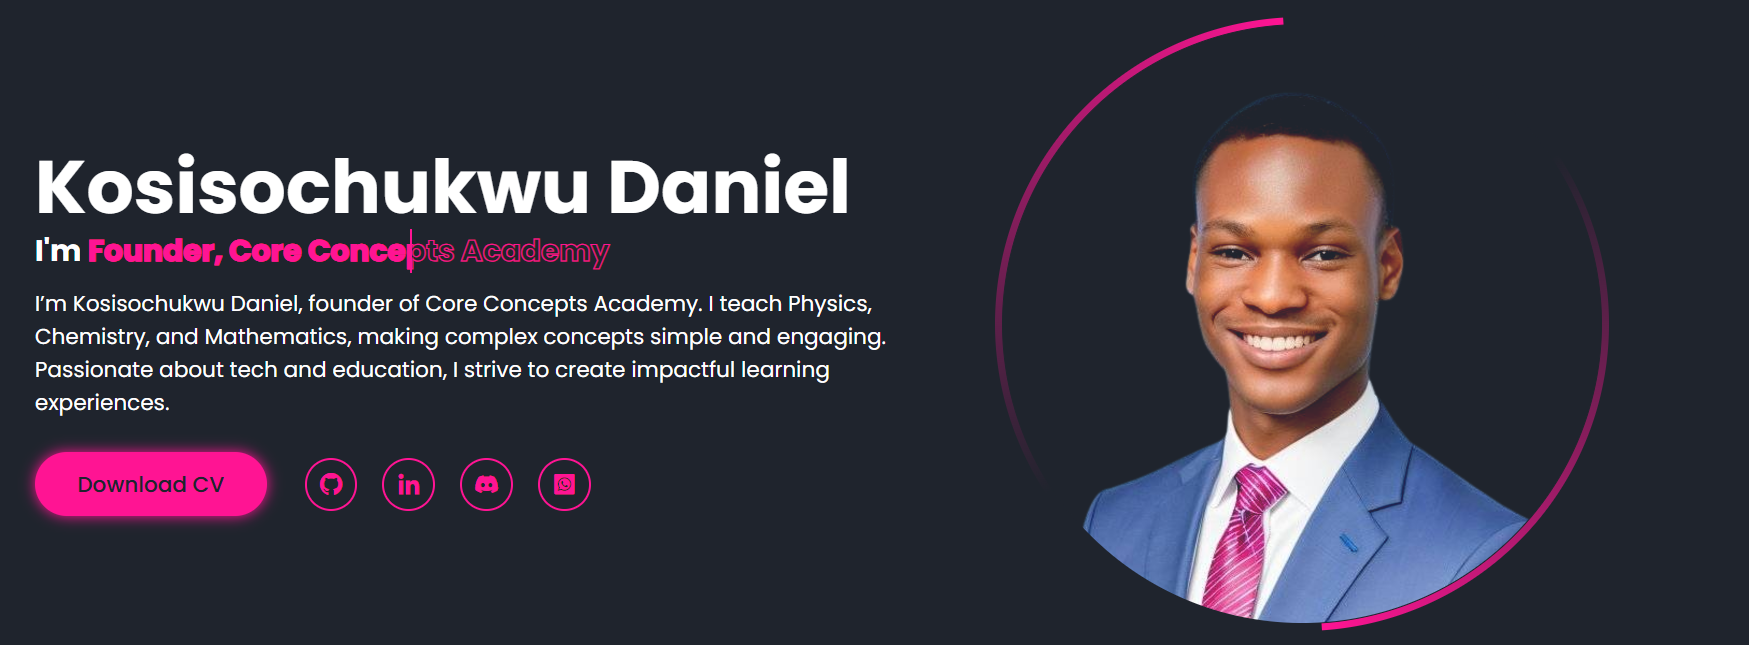 Kosisochukwu Daniel
I'm Founder, Core Concepts Academy
I’m Kosisochukwu Daniel, founder of Core Concepts Academy. I teach Physics,
Chemistry, and Mathematics, making complex concepts simple and engaging.
Passionate about tech and education, I strive to create impactful learning
experiences.
Download CV
in